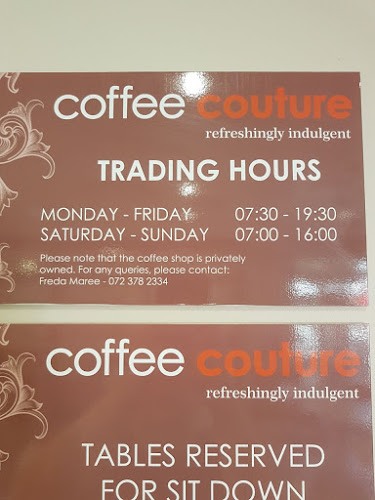 coffee couture
refreshingly indulgent
TRADING HOURS
MONDAY - FRIDAY 07:30 - 19:30
SATURDAY - SUNDAY 07:00 - 16:00
Please note that the coffee shop is privately
owned. For any queries, please contact:
Freda Maree - 072 378 2334
coffee couture
refreshingly indulgent
TABLES RESERVED
FOR SIT DOWN